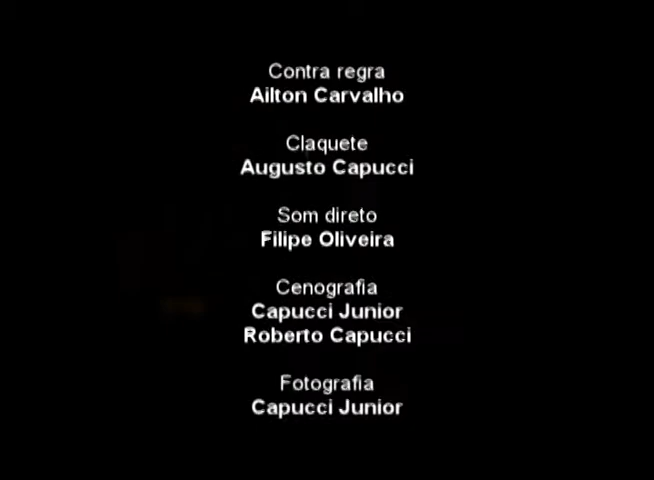 Contra regra
Ailton Carvalho
Claquete
Augusto Capucci
Som direto
Filipe Oliveira
Cenografia
Capucci Junior
Roberto Capucci
Fotografia
Capucci Junior